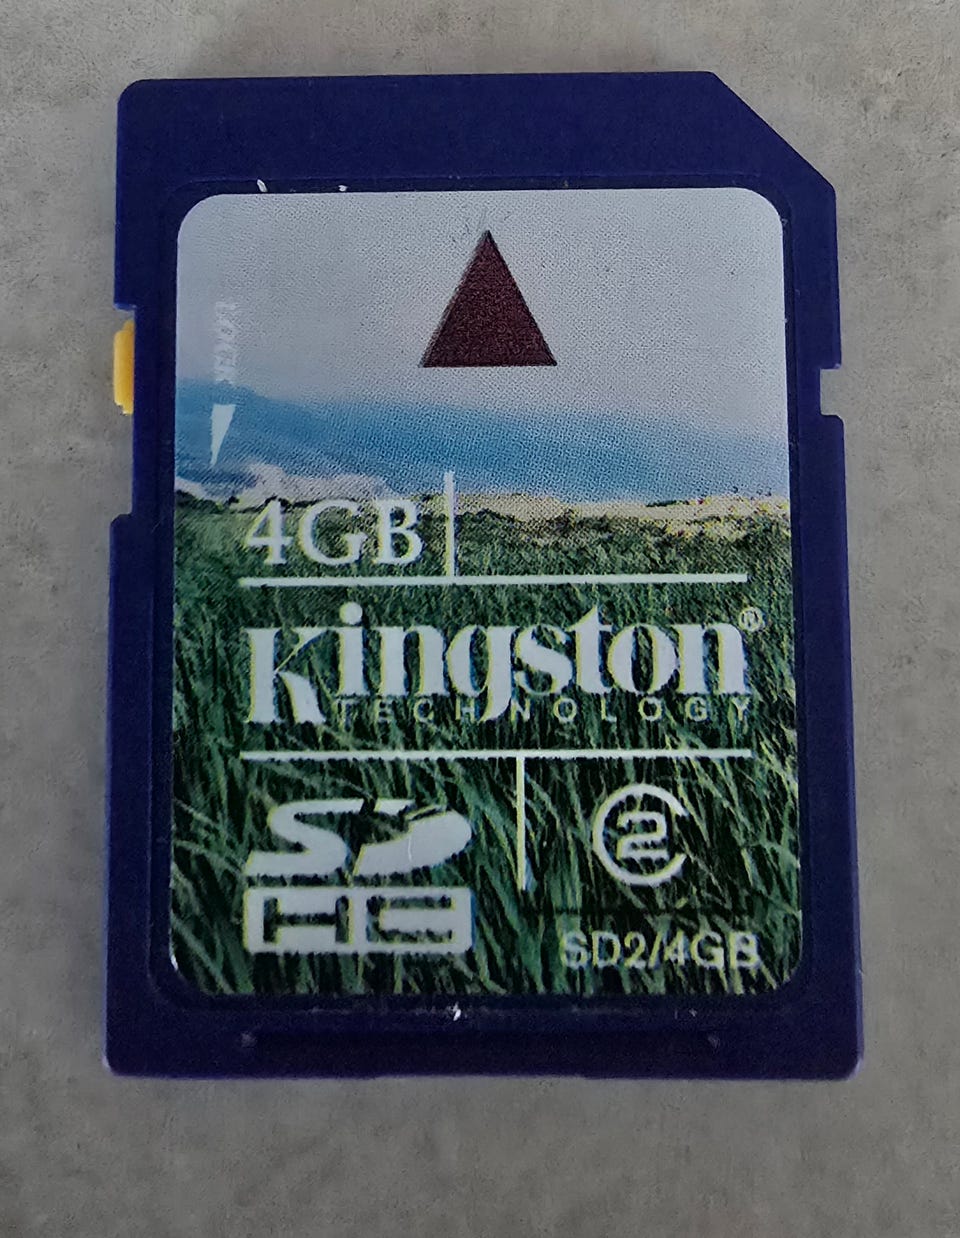 4GB
Kingston®
TECHNOLOGY
SD
HC
2
SD2/4GB